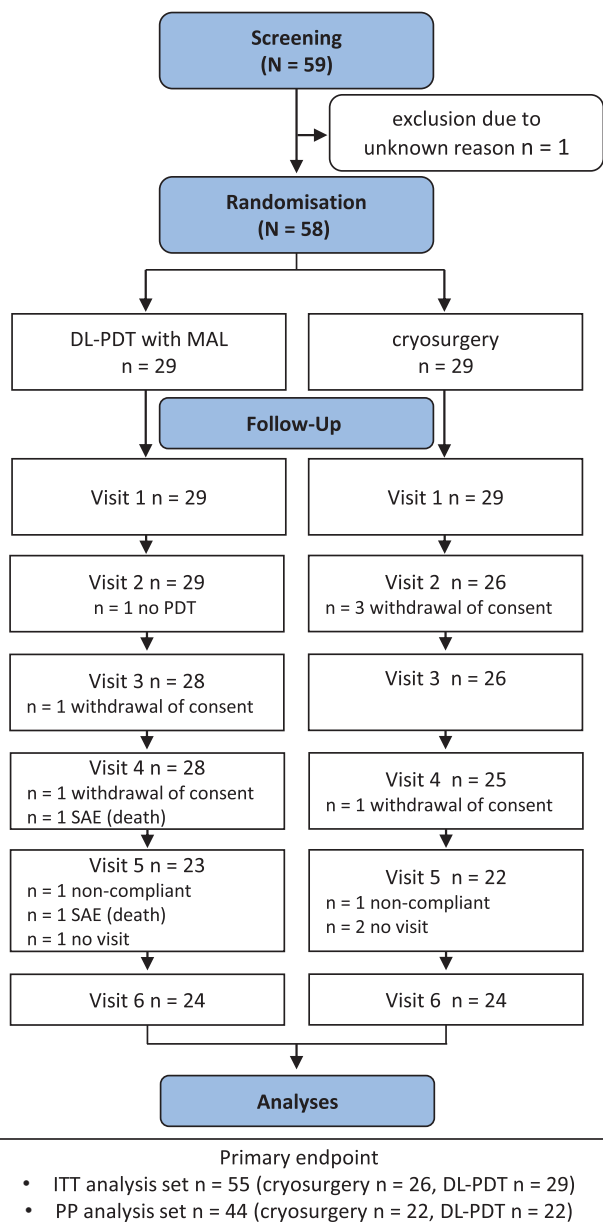 Screening
(N = 59)
exclusion due to
unknown reason n = 1
Randomisation
(N = 58)
DL-PDT with MAL
n = 29
cryosurgery
n = 29
Follow-Up
Visit 1 n = 29
Visit 1 n = 29
Visit 2 n = 29
n = 1 no PDT
Visit 2 n = 26
n = 3 withdrawal of consent
Visit 3 n = 28
n = 1 withdrawal of consent
Visit 3 n = 26
Visit 4 n = 28
n = 1 withdrawal of consent
n = 1 SAE (death)
Visit 4 n = 25
n = 1 withdrawal of consent
Visit 5 n = 23
n = 1 non-compliant
n = 1 SAE (death)
n = 1 no visit
Visit 5 n = 22
n = 1 non-compliant
n = 2 no visit
Visit 6 n = 24
Visit 6 n = 24
Analyses
Primary endpoint
• ITT analysis set n = 55 (cryosurgery n = 26, DL-PDT n = 29)
• PP analysis set n = 44 (cryosurgery n = 22, DL-PDT n = 22)